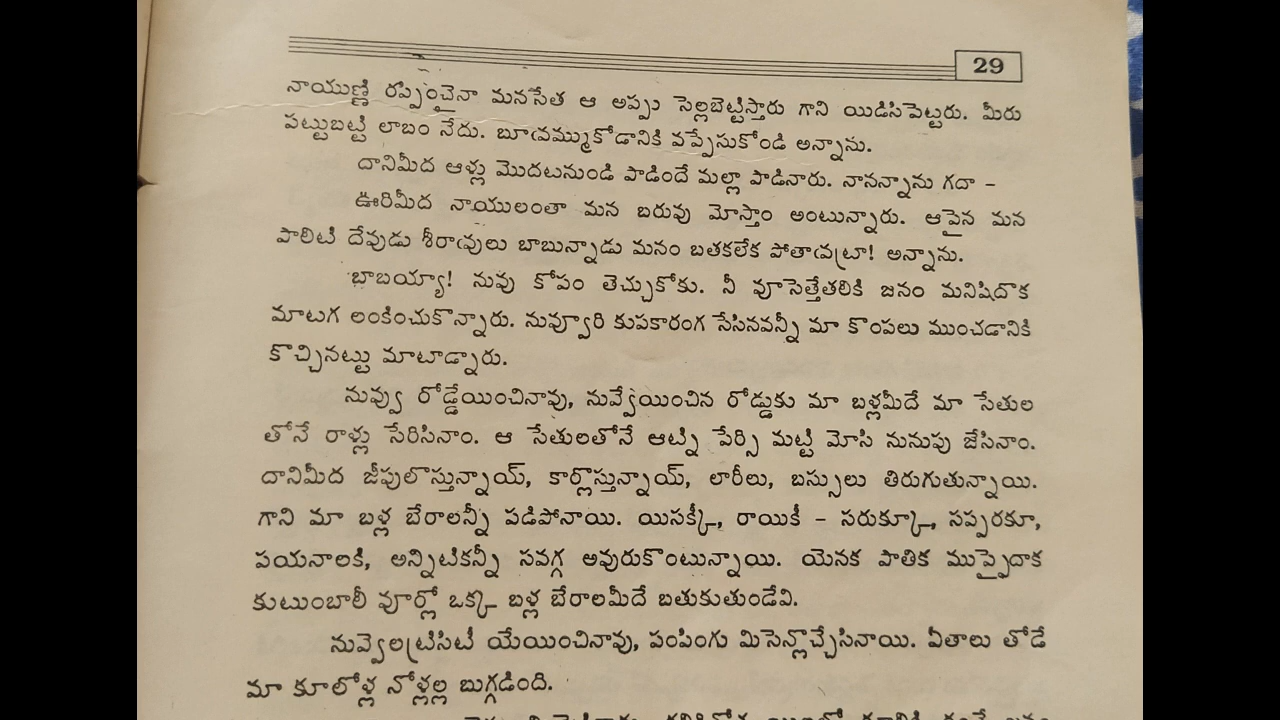 29
నాయుణ్ణి రప్పించైనా మనసేత ఆ అప్పు సెల్లబెట్టిస్తారు గాని యిడిసిపెట్టరు. మీరు
పట్టుబట్టి లాబం నేదు. బూఁవమ్ముకోడానికి వప్పేసుకోండి అన్నాను.
దానిమీద ఆళ్లు మొదటనుండి పాడిందే మల్లా పాడినారు. నానన్నాను గదా –
ఊరిమీద నాయులంతా మన బరువు మోస్తాం అంటున్నారు. ఆపైన మన
పాలిటి దేవుడు శీరాఁవులు బాబున్నాడు మనం బతకలేక పోతాఁవట్రా! అన్నాను.
బాబయ్యా! నువు కోపం తెచ్చుకోకు. నీ వూసెత్తేతలికి జనం మనిషిదొక
మాటగ లంకించుకొన్నారు. నువ్వూరి కుపకారంగ సేసినవన్నీ మా కొంపలు ముంచడానికి
కొచ్చినట్టు మాటాడ్నారు.
నువ్వు రోడ్డేయించినావు, నువ్వేయించిన రోడ్డుకు మా బళ్లమీదే మా సేతుల
తోనే రాళ్లు సేరిసినాం. ఆ సేతులతోనే ఆట్ని పేర్సి మట్టి మోసి నునుపు జేసినాం.
దానిమీద జీపులొస్తున్నాయ్, కార్లొస్తున్నాయ్, లారీలు, బస్సులు తిరుగుతున్నాయి.
గాని మా బళ్ల బేరాలన్నీ పడిపోనాయి. యిసక్కీ, రాయికీ – సరుక్కూ, సప్పరకూ,
పయనాలకి, అన్నిటికన్నీ సవగ్గ అవురుకొంటున్నాయి. యెనక పాతిక ముప్పైదాక
కుటుంబాలీ వూర్లో ఒక్క బళ్ల బేరాలమీదే బతుకుతుండేవి.
నువ్వెలట్రిసిటీ యేయించినావు, పంపింగు మిసెన్లొచ్చేసినాయి. ఏతాలు తోడే
మా కూలోళ్ల నోళ్లల్ల బుగ్గడింది.